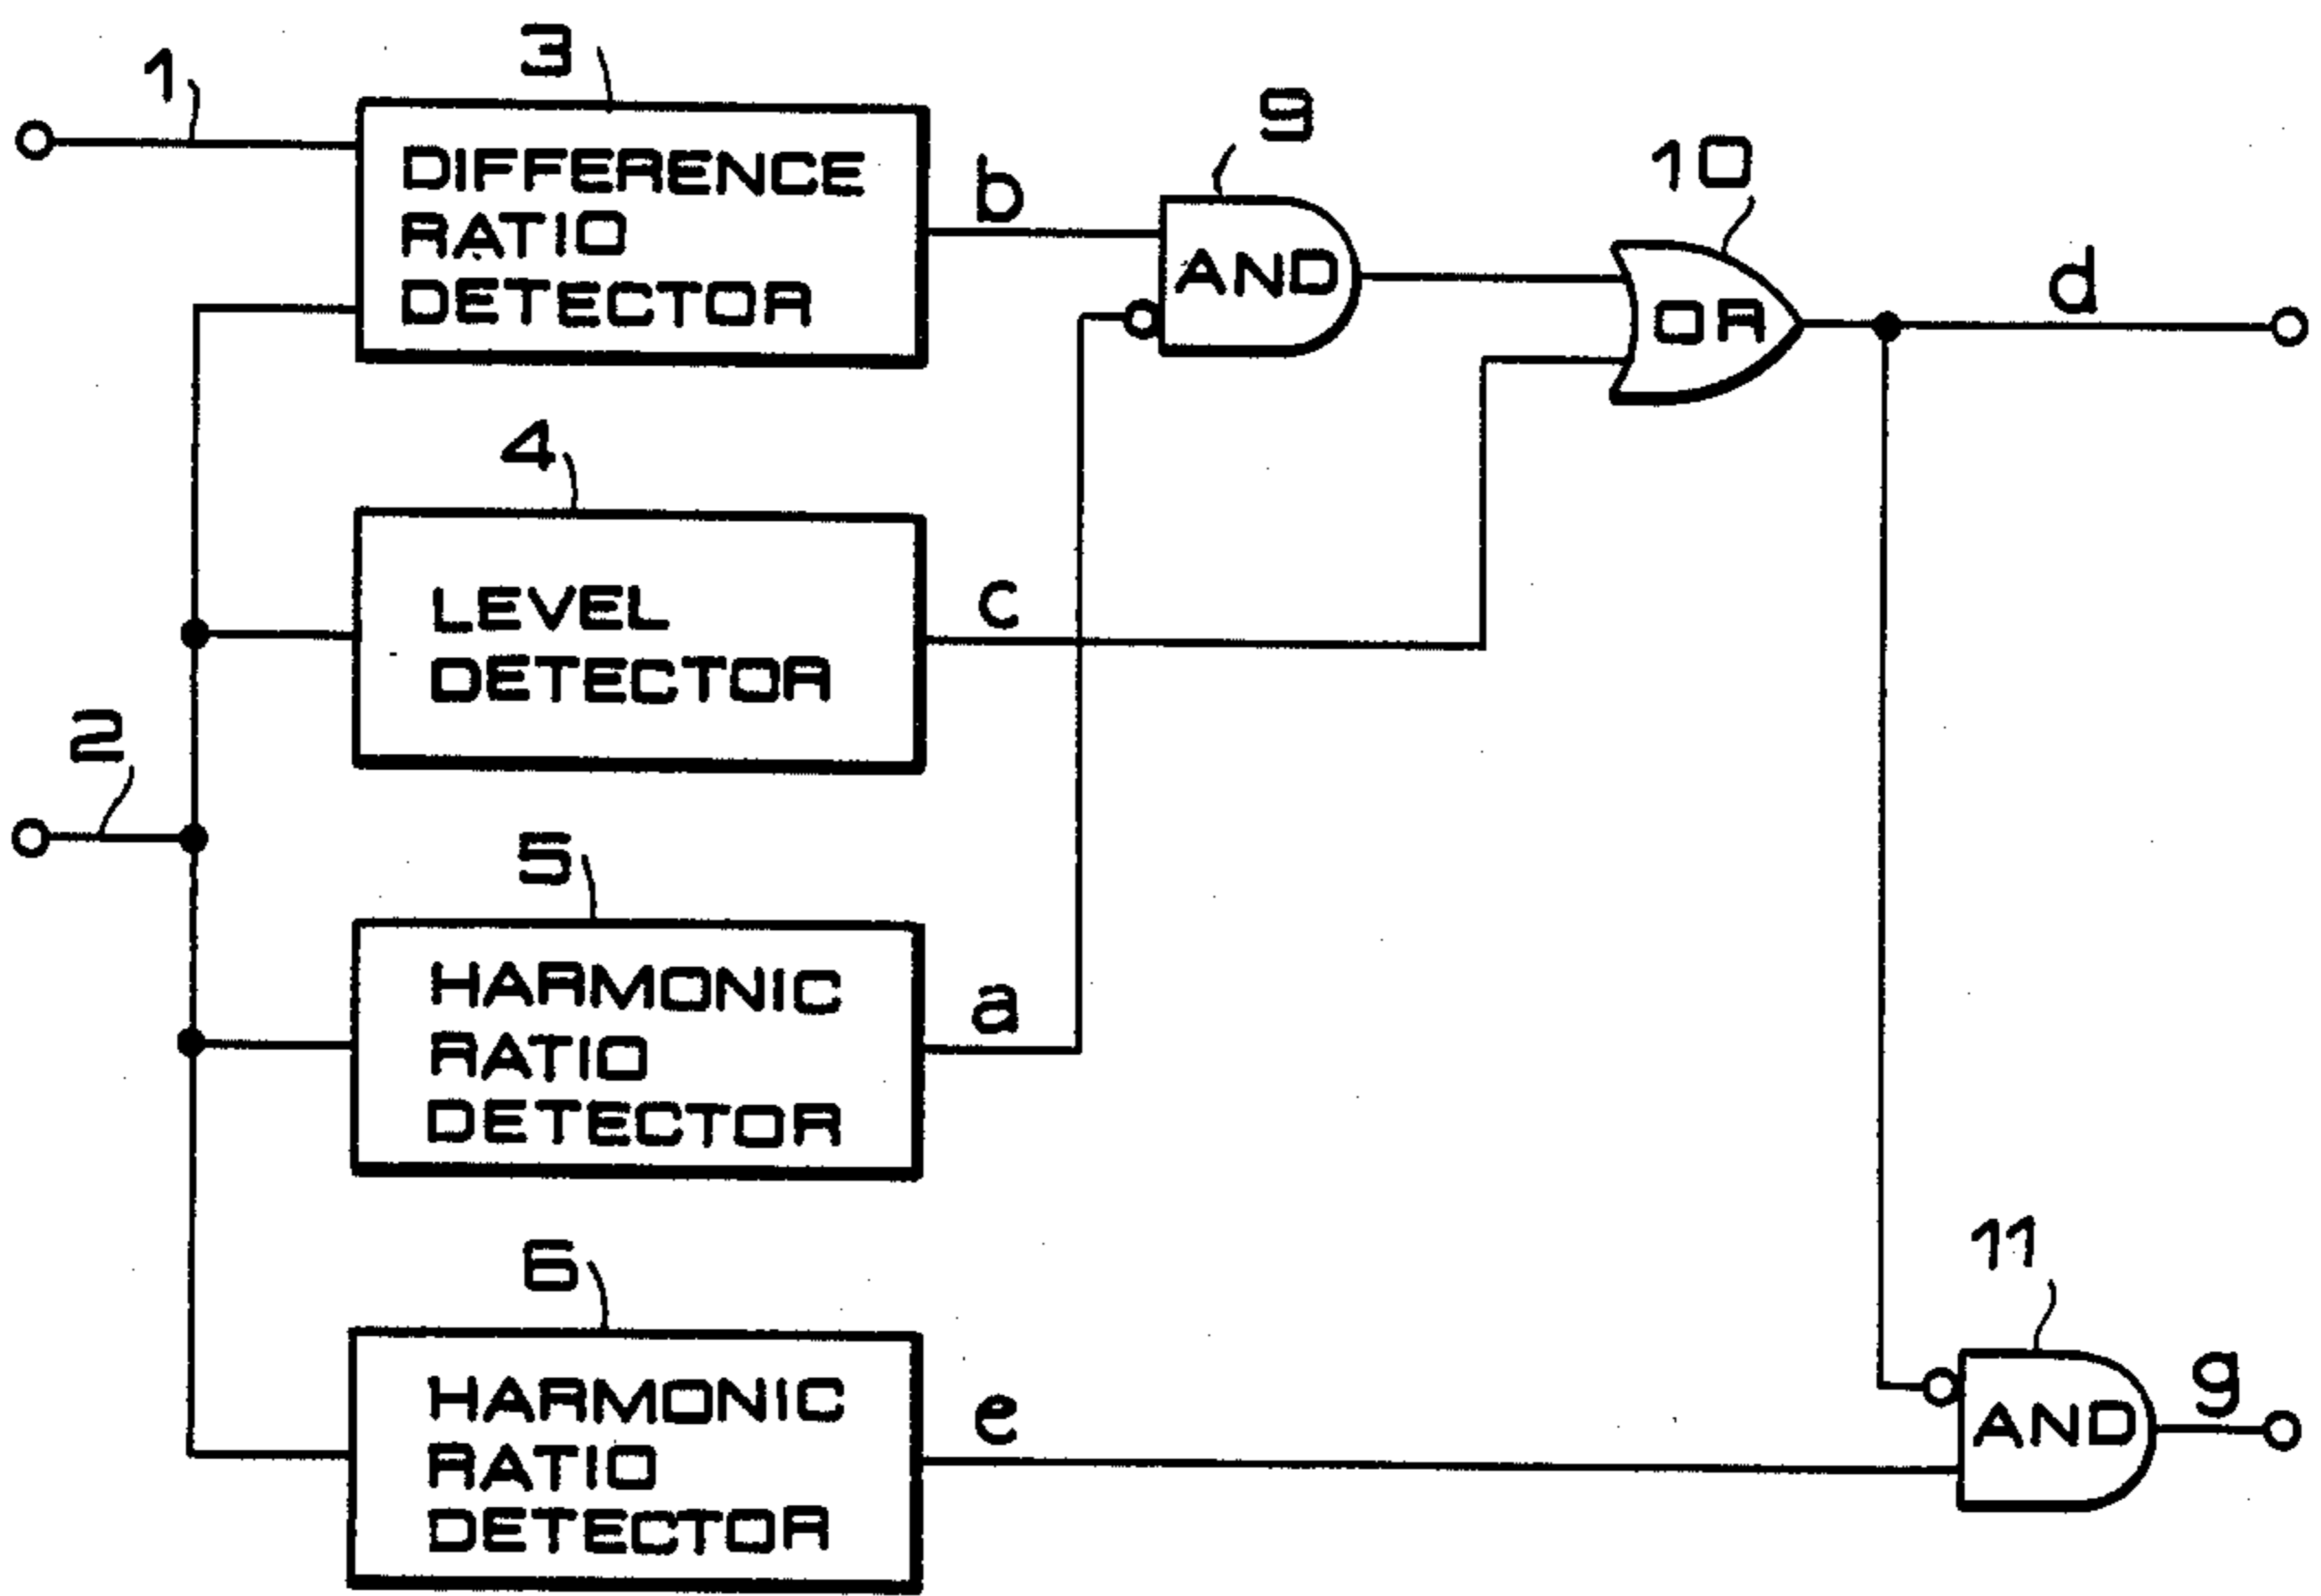 1
3
DIFFERENCE
RATIO
DETECTOR
b
9
AND
10
OR
d
4
LEVEL
DETECTOR
c
2
5
HARMONIC
RATIO
DETECTOR
a
6
HARMONIC
RATIO
DETECTOR
e
11
AND
g